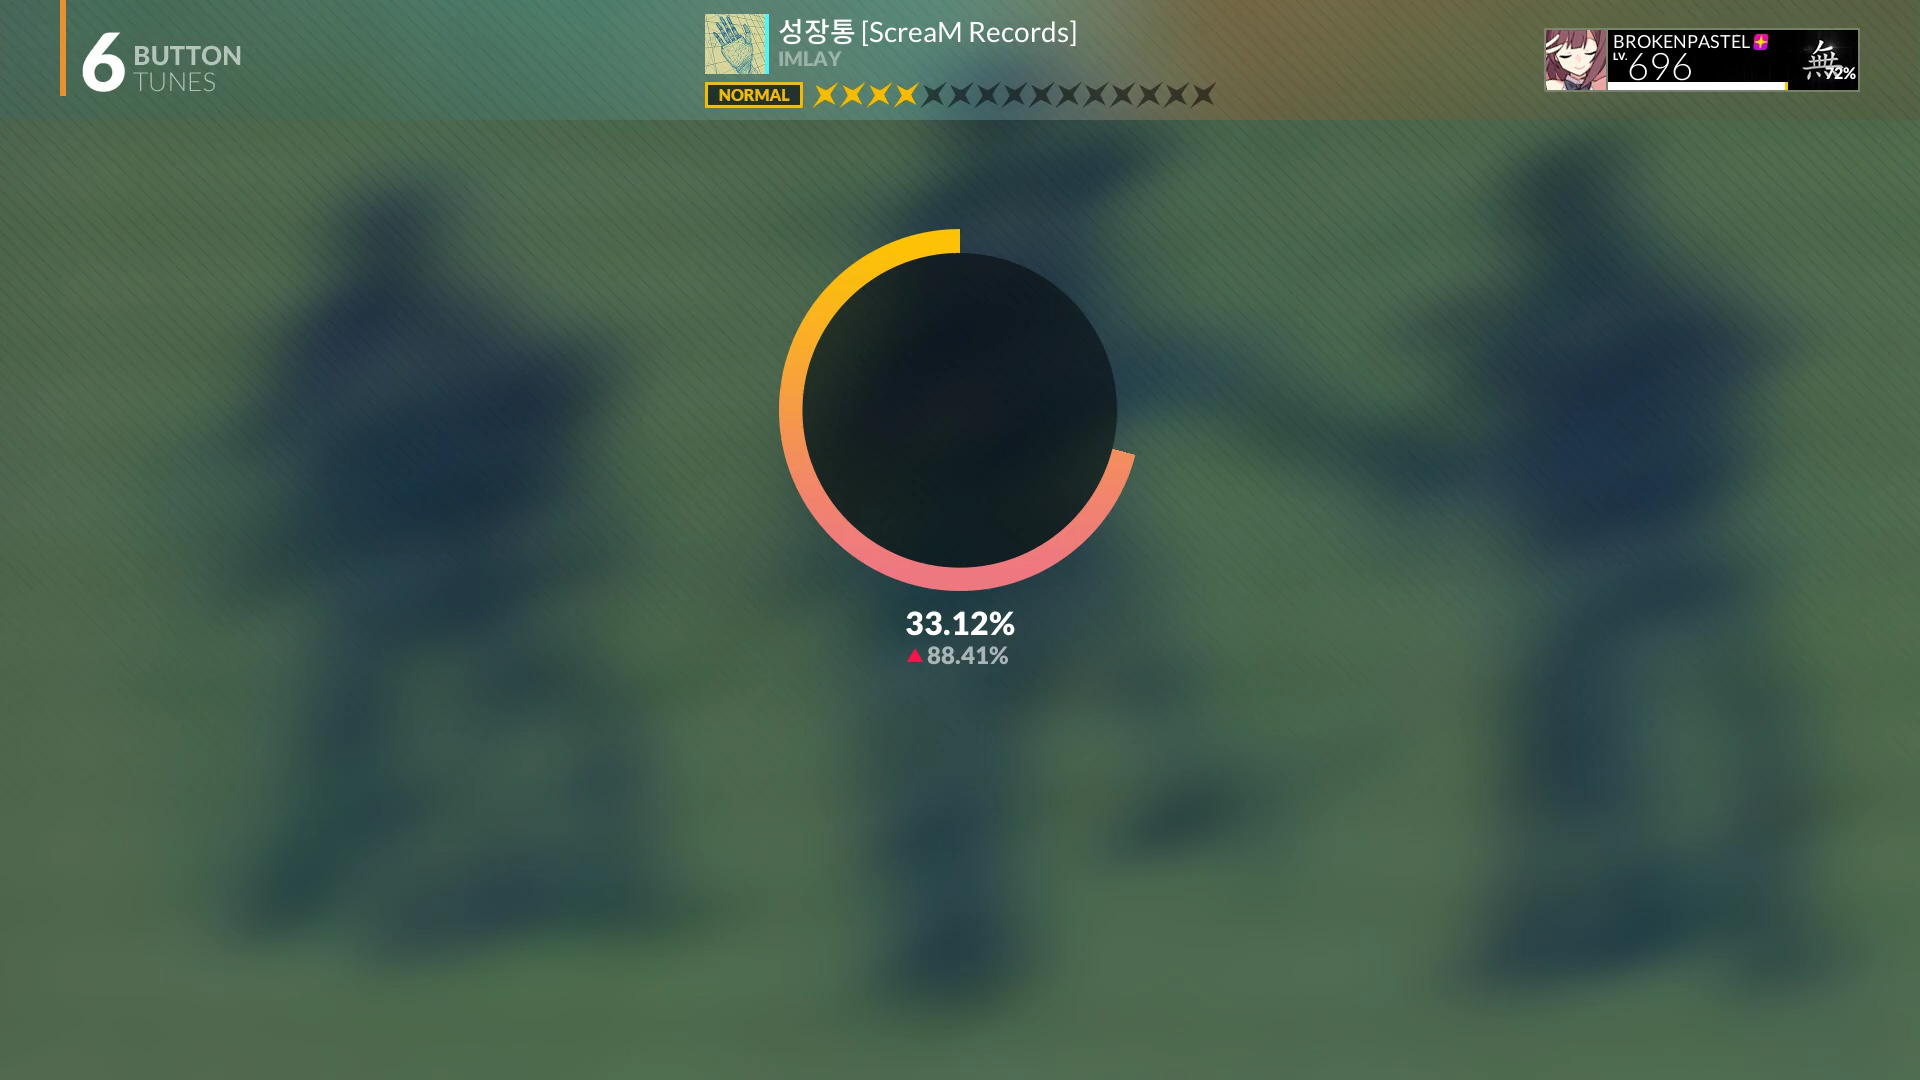 6 BUTTON
TUNES
성장통 [ScreaM Records]
IMLAY
NORMAL
BROKENPASTEL
LV. 696
無
72%
33.12%
88.41%